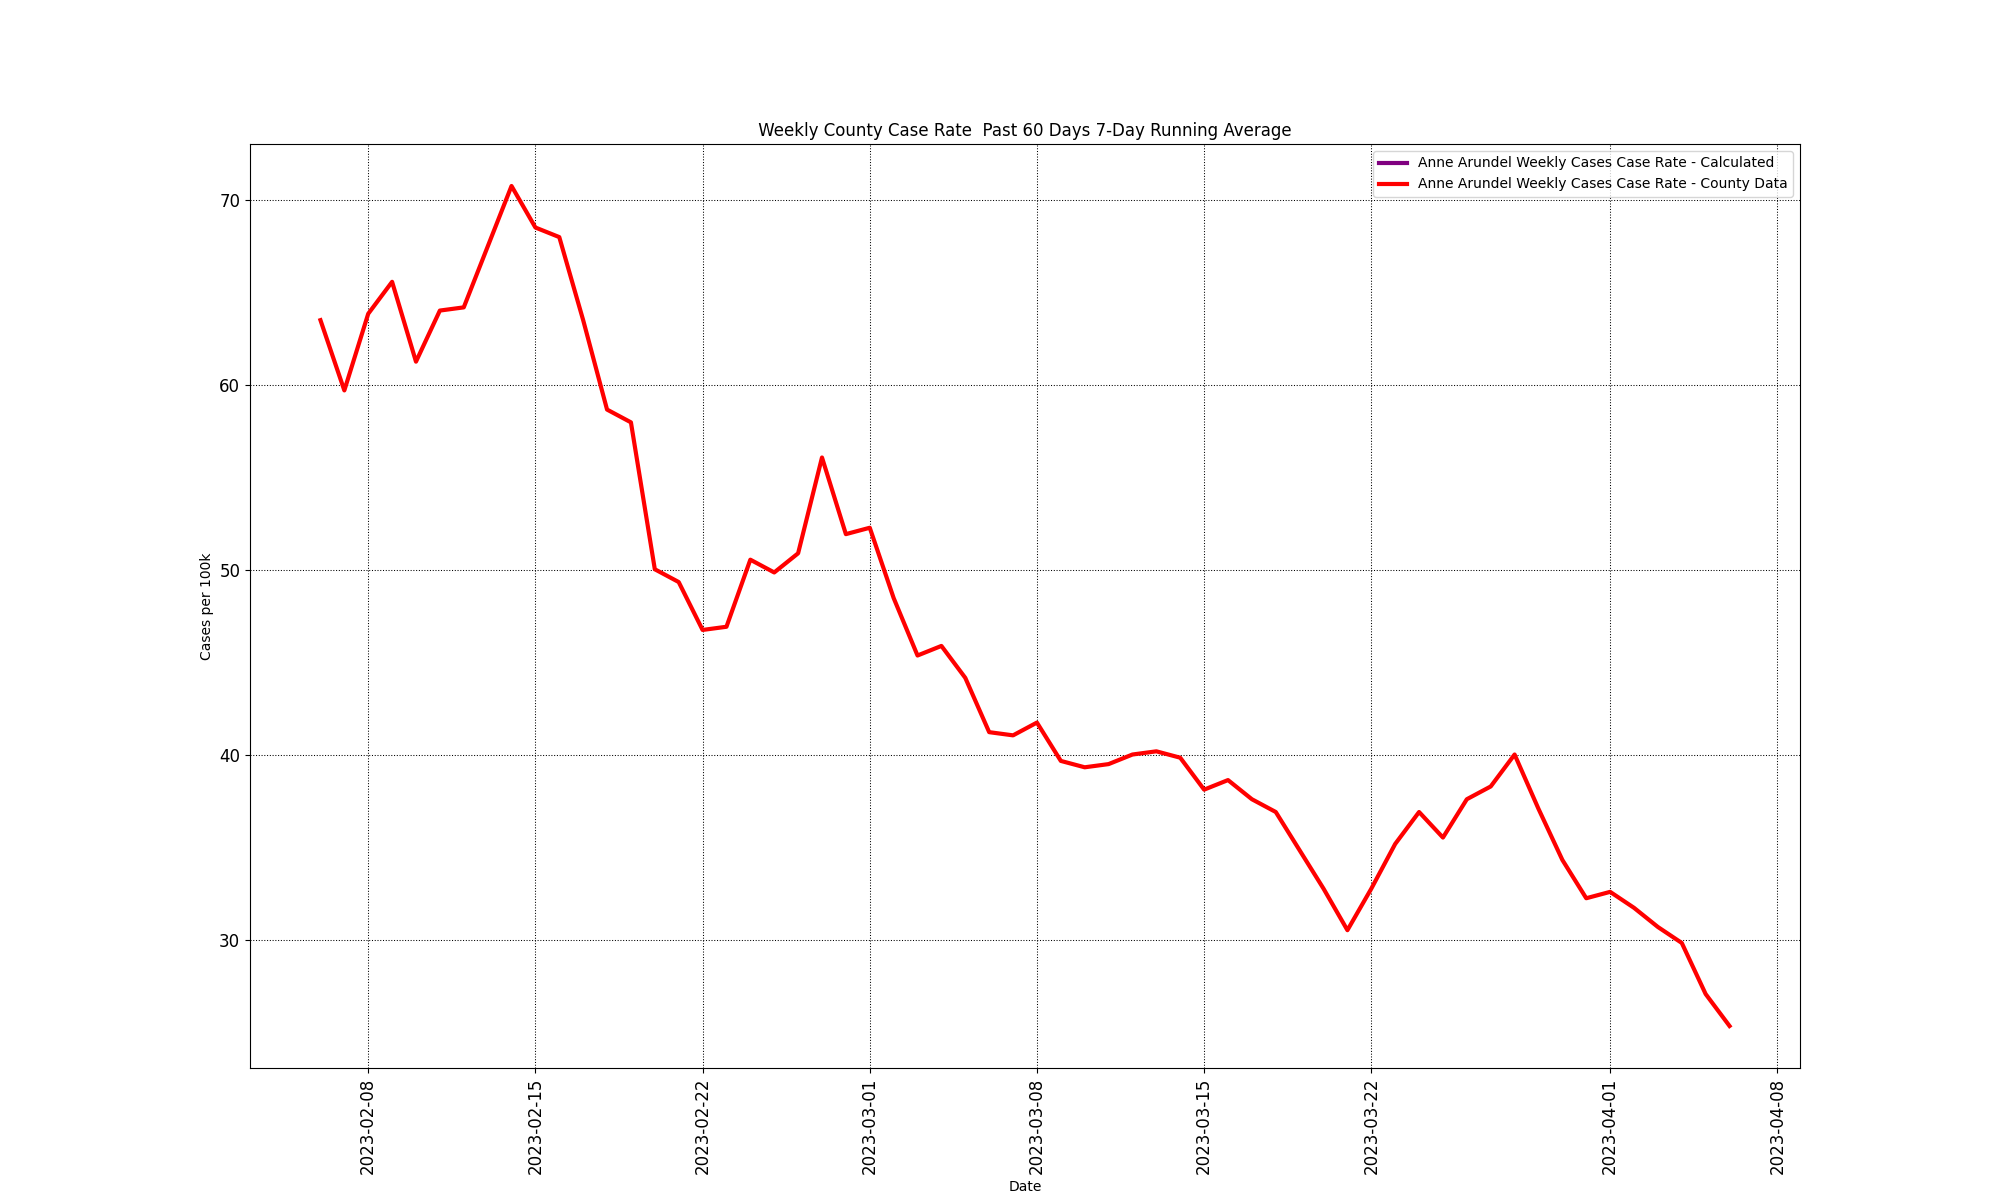 Weekly County Case Rate  Past 60 Days 7-Day Running Average
Anne Arundel Weekly Cases Case Rate - Calculated
Anne Arundel Weekly Cases Case Rate - County Data
70
60
50
40
30
Cases per 100k
2023-02-08
2023-02-15
2023-02-22
2023-03-01
2023-03-08
2023-03-15
2023-03-22
2023-04-01
2023-04-08
Date